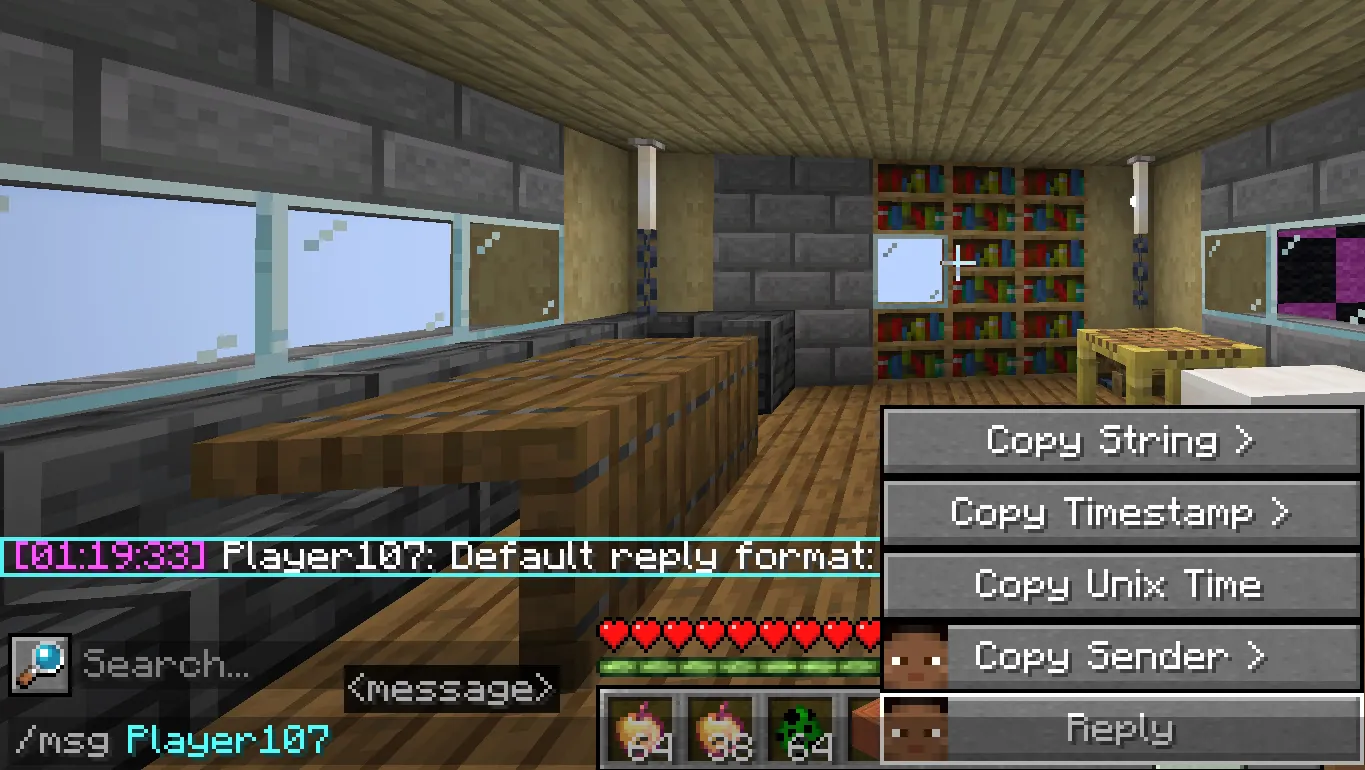 Copy String >
Copy Timestamp >
Copy Unix Time
[01:19:33] Player107: Default reply format:
Copy Sender >
Search...
<message>
Reply
/msg Player107
64
98
64